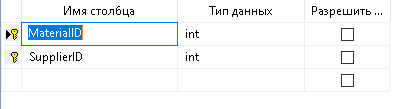 Имя столбца Тип данных Разрешить ...
MaterialID int
SupplierID int